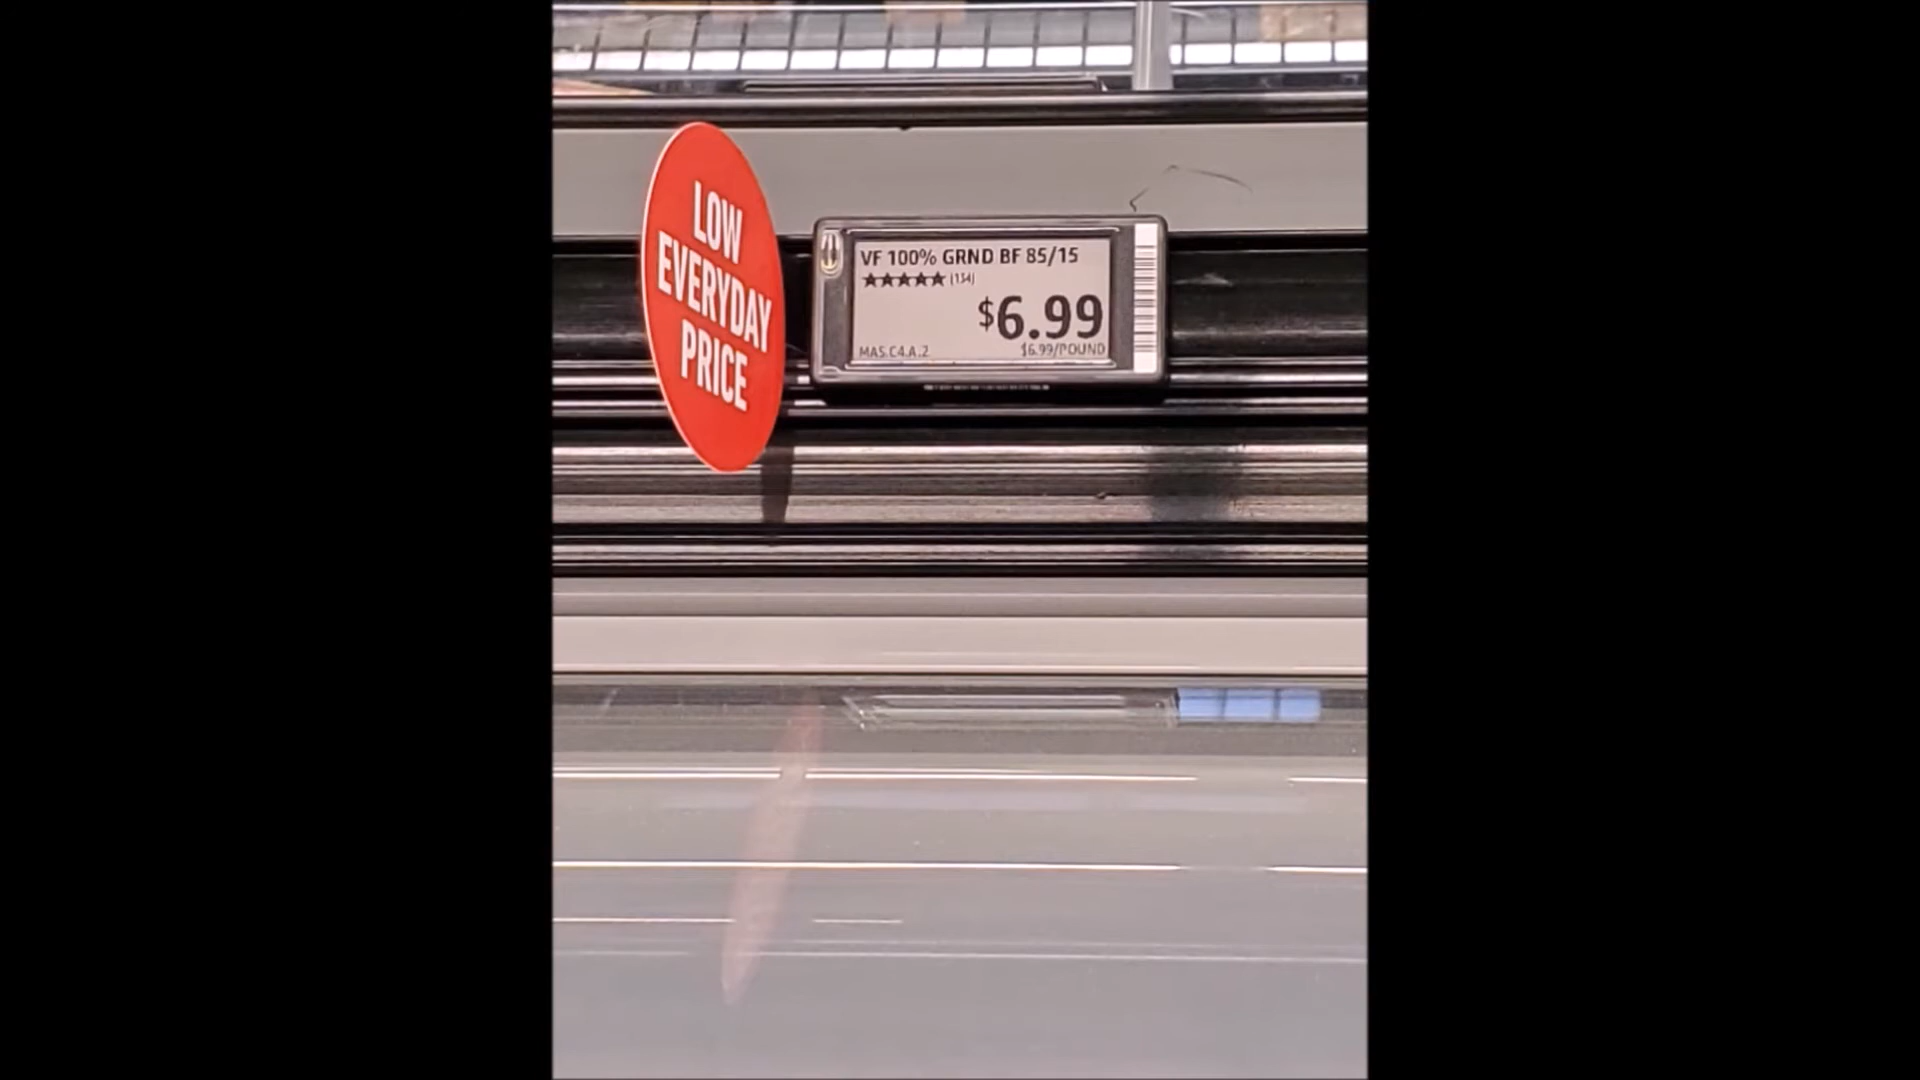 LOW
EVERYDAY
PRICE
VF 100% GRND BF 85/15
★★★★★ (134)
$6.99
MAS.C4.A.2
$6.99/POUND